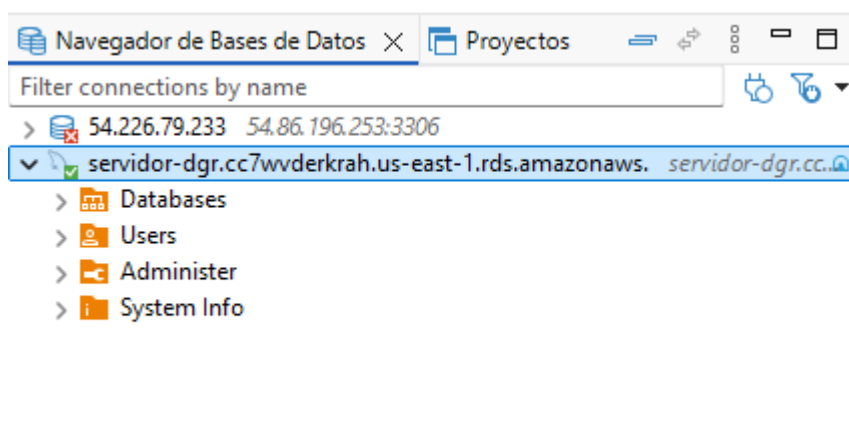 Navegador de Bases de Datos Proyectos
Filter connections by name
54.226.79.233 54.86.196.253:3306
servidor-dgr.cc7wvderkrah.us-east-1.rds.amazonaws. servidor-dgr.cc...
Databases
Users
Administer
System Info